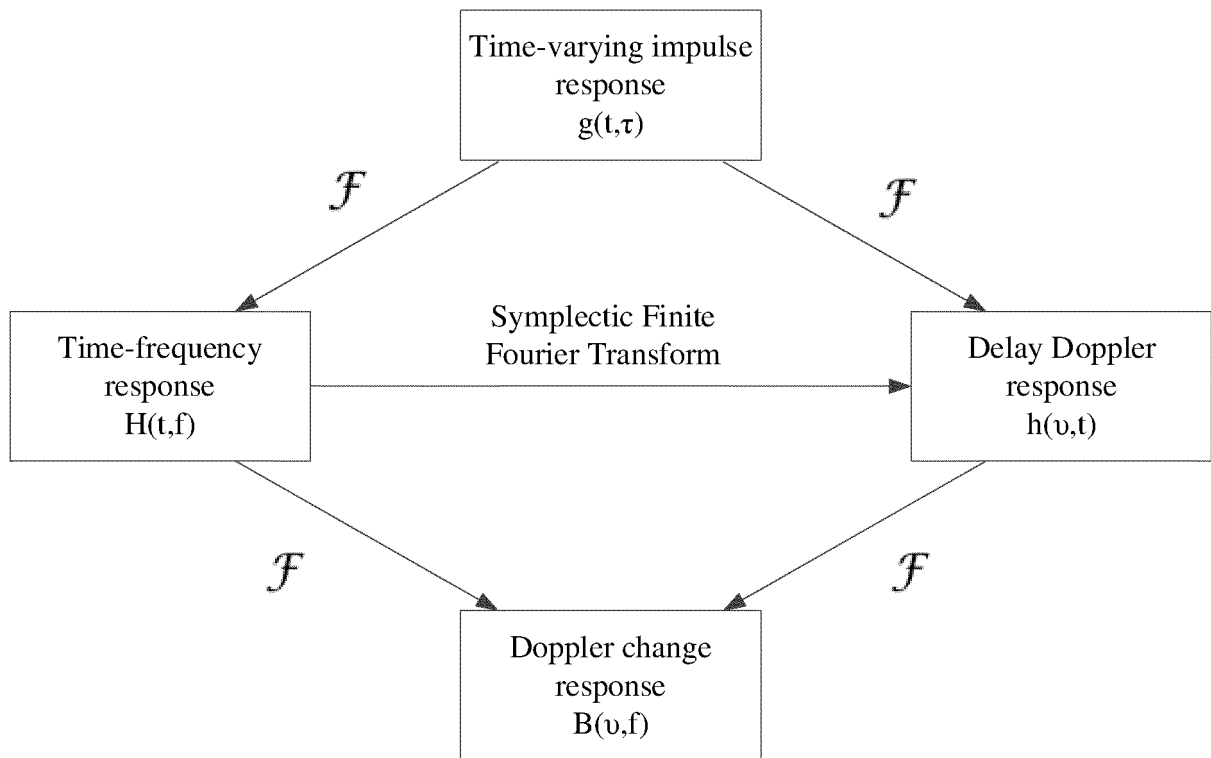 Time-varying impulse
response
g(t,τ)
ℱ
ℱ
Time-frequency
response
H(t,f)
Symplectic Finite
Fourier Transform
Delay Doppler
response
h(υ,t)
ℱ
ℱ
Doppler change
response
B(υ,f)